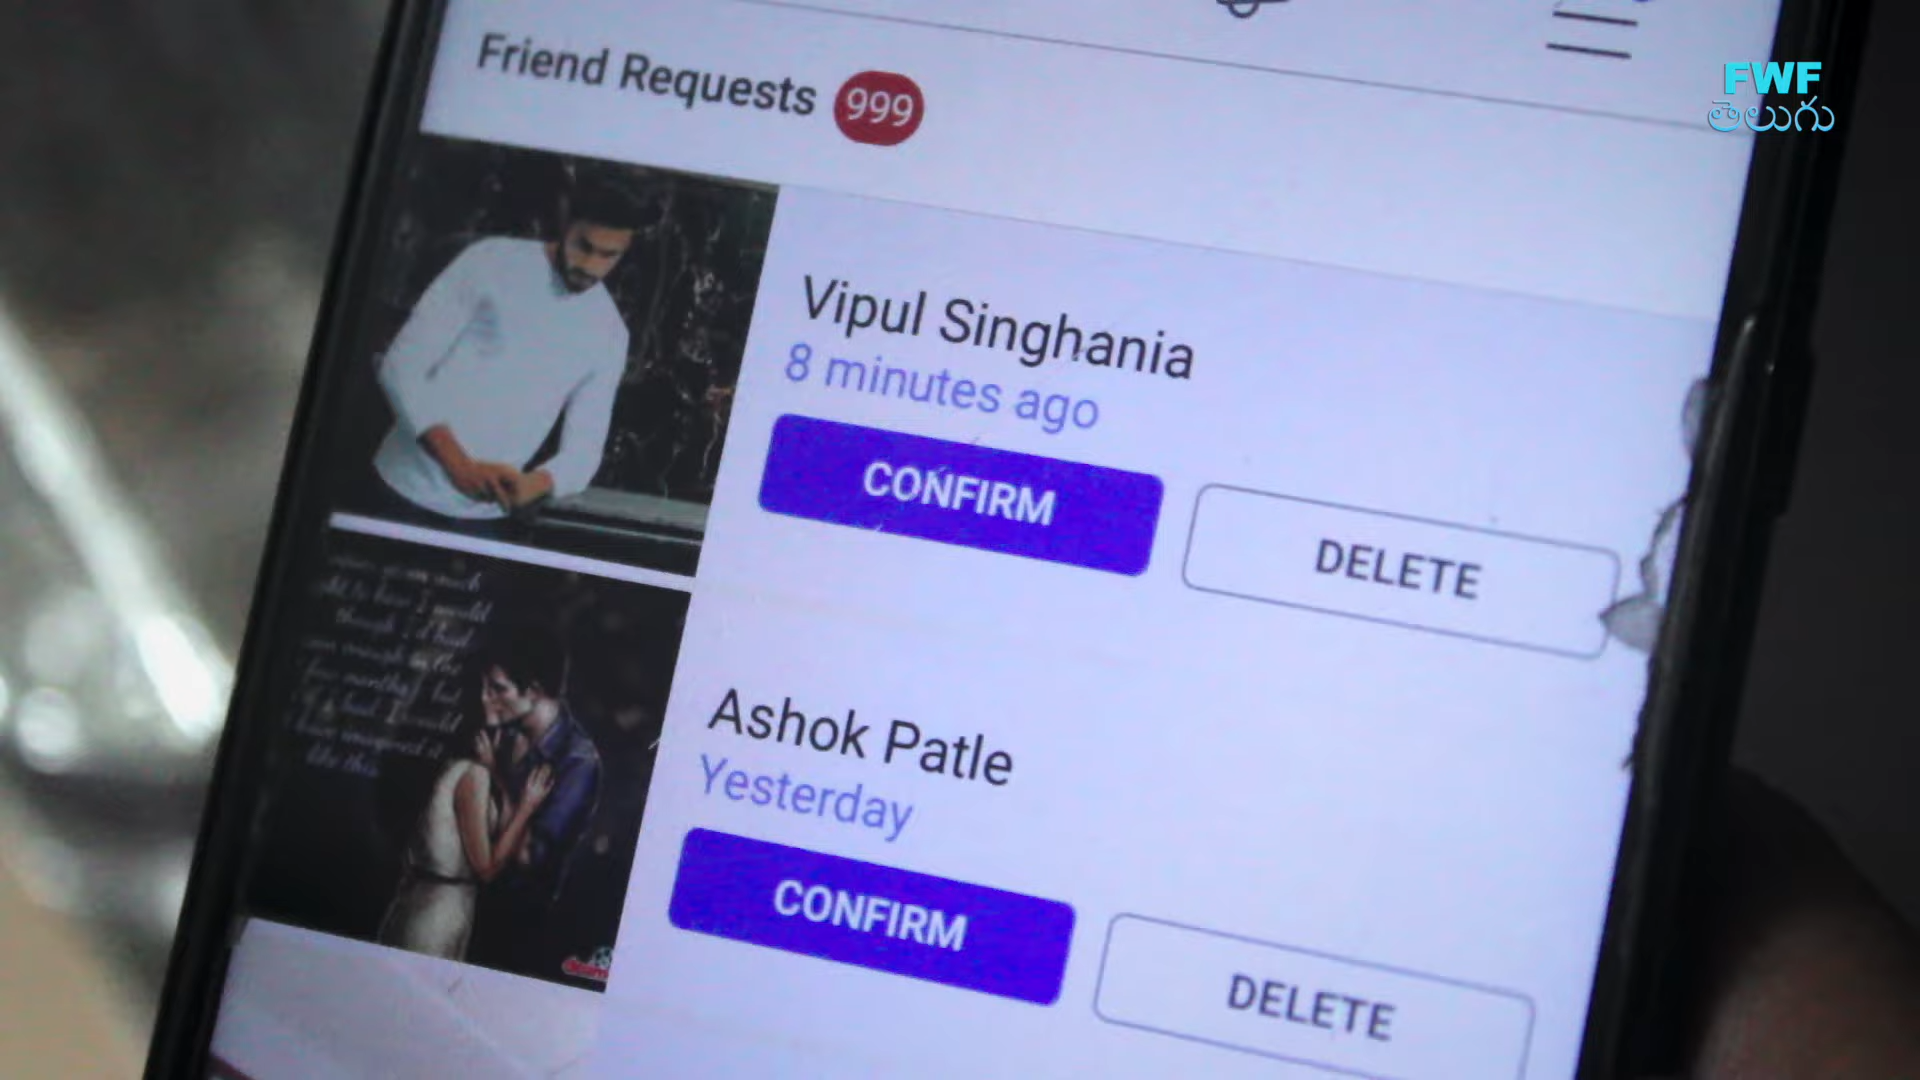 Friend Requests 999
FWF
తెలుగు
Vipul Singhania
8 minutes ago
CONFIRM
DELETE
Ashok Patle
Yesterday
CONFIRM
DELETE